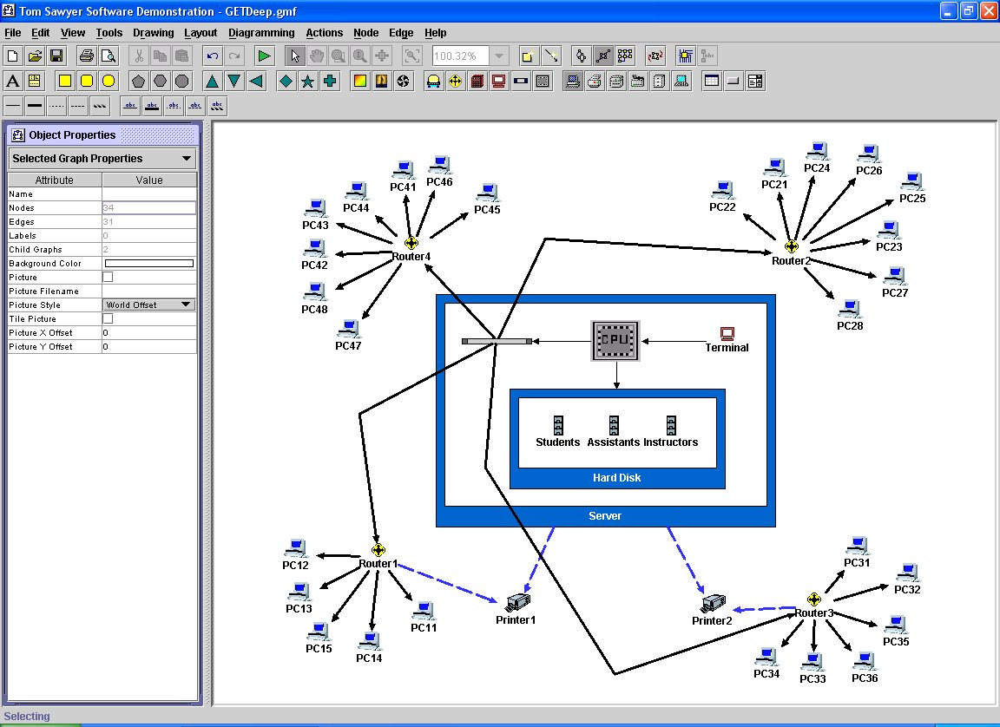 Tom Sawyer Software Demonstration - GETDeep.gmf
File Edit View Tools Drawing Layout Diagramming Actions Node Edge Help
100.32%
A
abc abc abc abc abc
Object Properties
Selected Graph Properties
Attribute Value
Name
Nodes 34
Edges 31
Labels 0
Child Graphs 2
Background Color
Picture
Picture Filename
Picture Style World Offset
Tile Picture
Picture X Offset 0
Picture Y Offset 0
PC41 PC46
PC44 PC45
PC43
PC42
PC48
PC47
Router4
PC24 PC26
PC21
PC22 PC25
PC23
Router2
PC27
PC28
CPU
Terminal
Students Assistants Instructors
Hard Disk
Server
PC12
Router1
PC13
PC11
PC15
PC14
Printer1
Printer2
PC31
PC32
Router3
PC35
PC34 PC33 PC36
Selecting